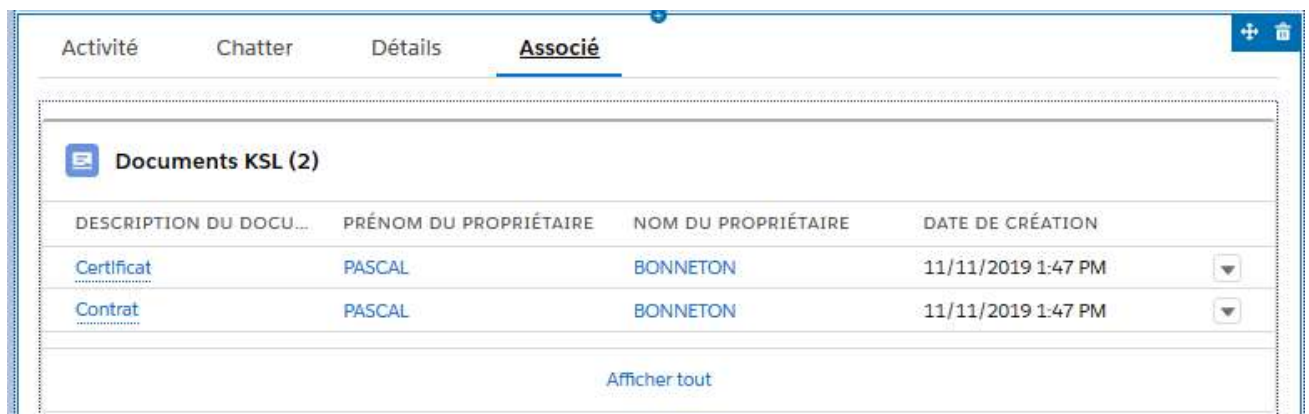 Activité Chatter Détails Associé
Documents KSL (2)
DESCRIPTION DU DOCU... PRÉNOM DU PROPRIÉTAIRE NOM DU PROPRIÉTAIRE DATE DE CRÉATION
Certificat PASCAL BONNETON 11/11/2019 1:47 PM
Contrat PASCAL BONNETON 11/11/2019 1:47 PM
Afficher tout